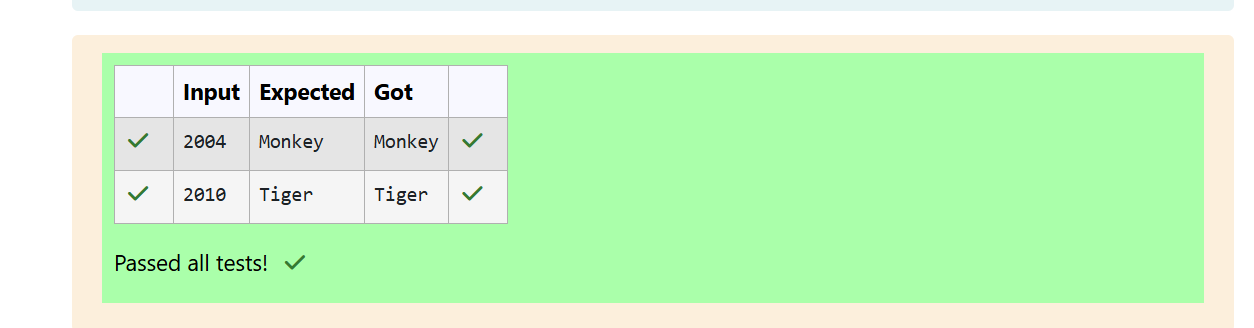 Input Expected Got
2004 Monkey Monkey
2010 Tiger Tiger
Passed all tests!